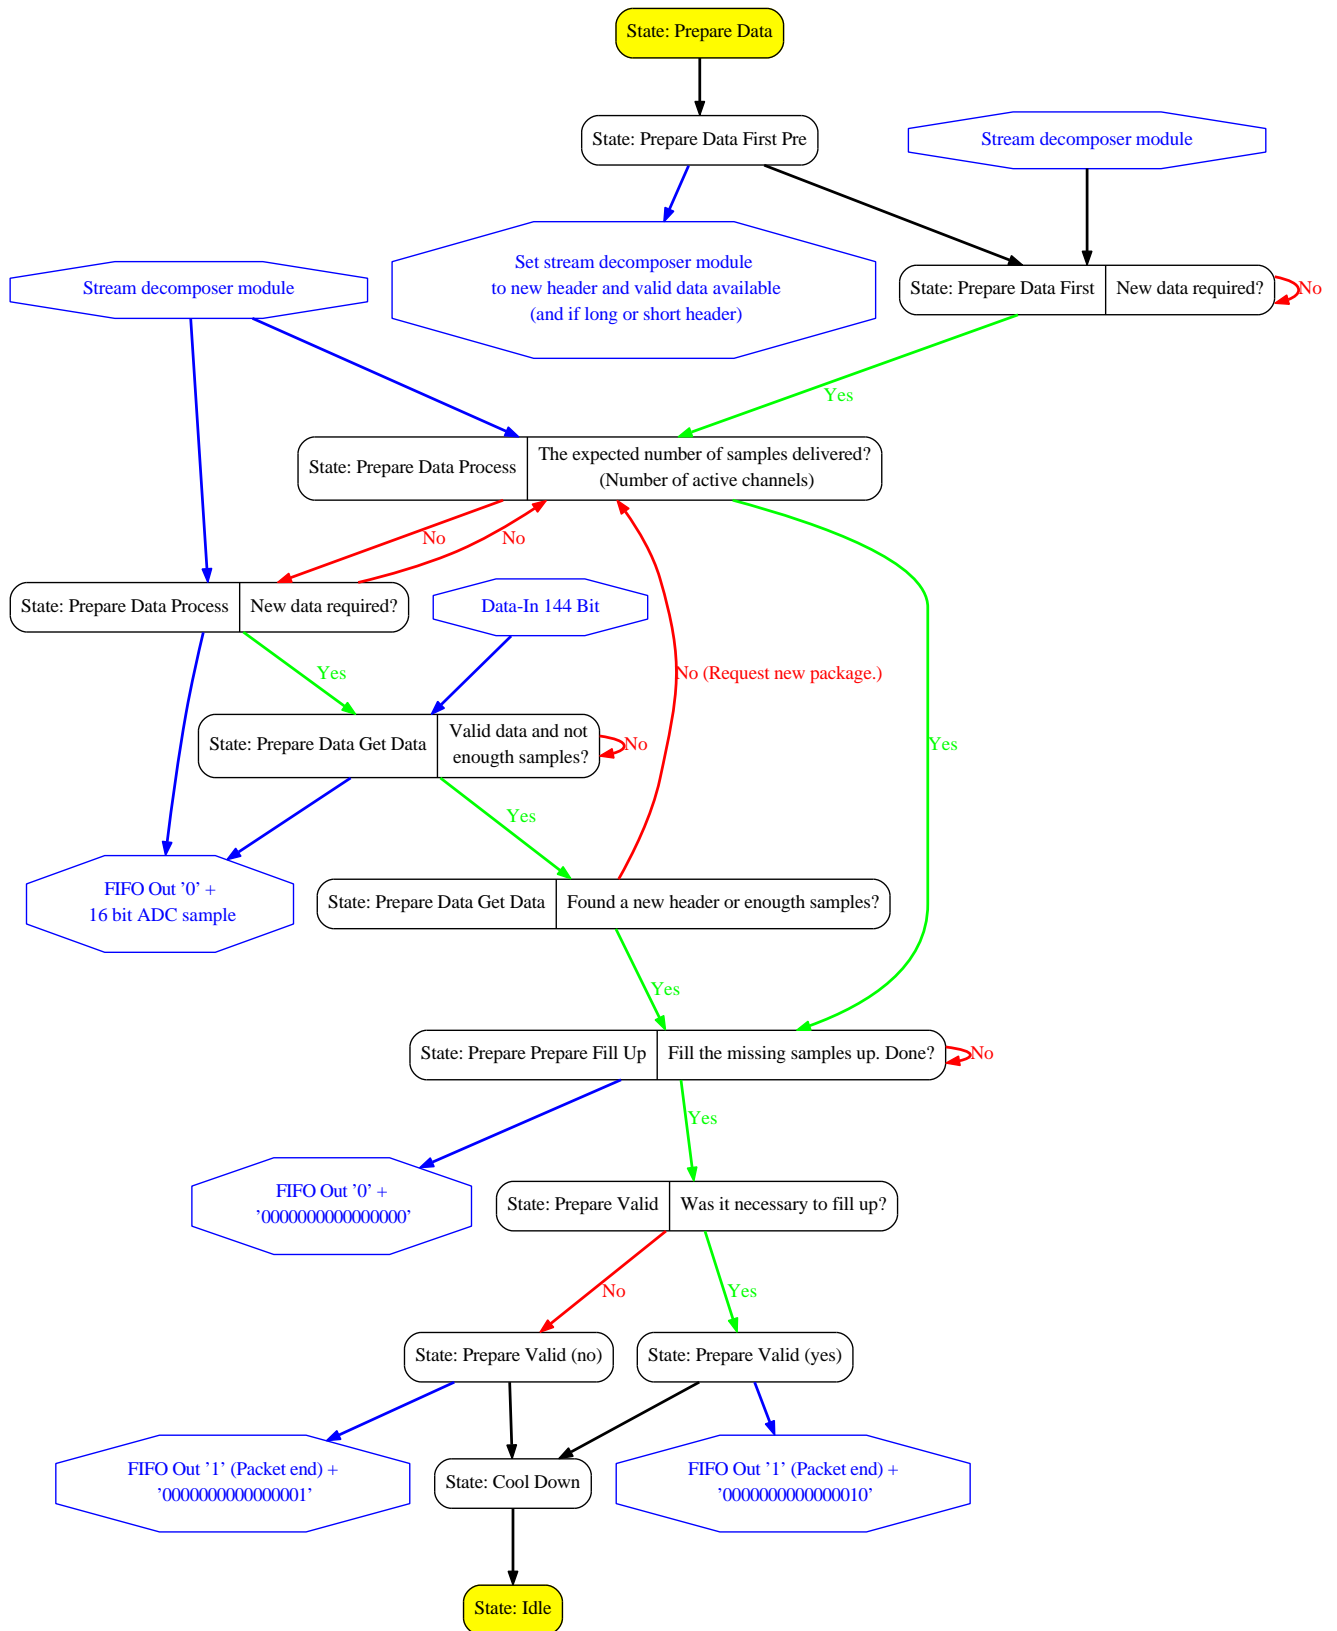 State: Prepare Data
State: Prepare Data First Pre
Stream decomposer module
Set stream decomposer module
to new header and valid data available
(and if long or short header)
Stream decomposer module
State: Prepare Data First
New data required?
No
Yes
State: Prepare Data Process
The expected number of samples delivered?
(Number of active channels)
No
No
State: Prepare Data Process
New data required?
Data-In 144 Bit
Yes
No (Request new package.)
State: Prepare Data Get Data
Valid data and not
enougth samples?
No
Yes
Yes
FIFO Out ’0’ +
16 bit ADC sample
State: Prepare Data Get Data
Found a new header or enougth samples?
Yes
State: Prepare Prepare Fill Up
Fill the missing samples up. Done?
No
Yes
FIFO Out ’0’ +
’0000000000000000’
State: Prepare Valid
Was it necessary to fill up?
No
Yes
State: Prepare Valid (no)
State: Prepare Valid (yes)
FIFO Out ’1’ (Packet end) +
’0000000000000001’
State: Cool Down
FIFO Out ’1’ (Packet end) +
’0000000000000010’
State: Idle